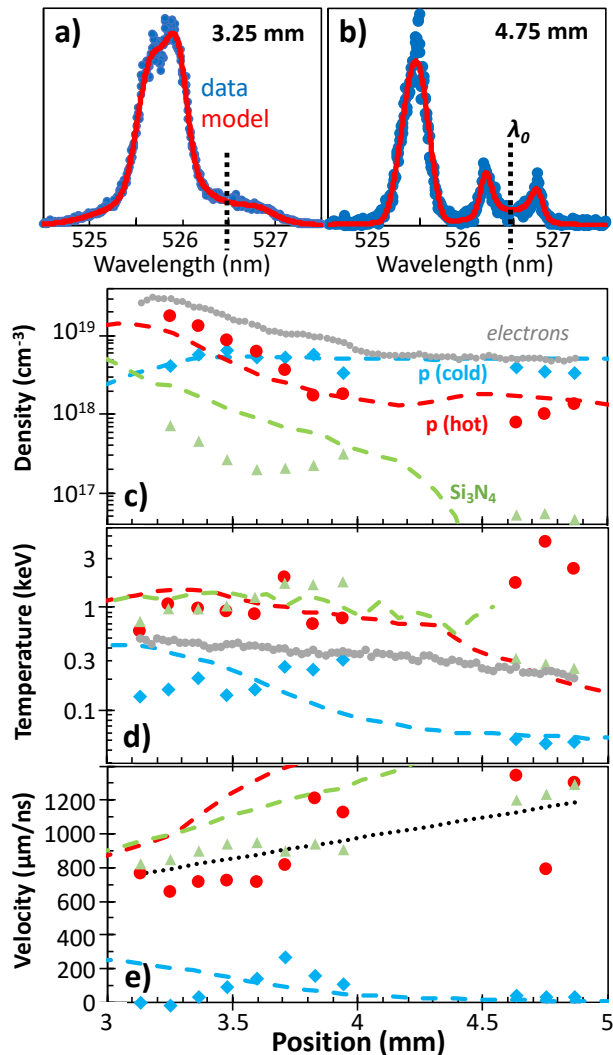 a) 3.25 mm
b) 4.75 mm
data
model
λ₀
525 526 527
525 526 527
Wavelength (nm)
Wavelength (nm)
Density (cm⁻³)
10¹⁹
10¹⁸
10¹⁷
electrons
p (cold)
p (hot)
Si₃N₄
c)
Temperature (keV)
3
1
0.3
0.1
d)
Velocity (μm/ns)
1200
1000
800
600
400
200
0
e)
3 3.5 4 4.5 5
Position (mm)